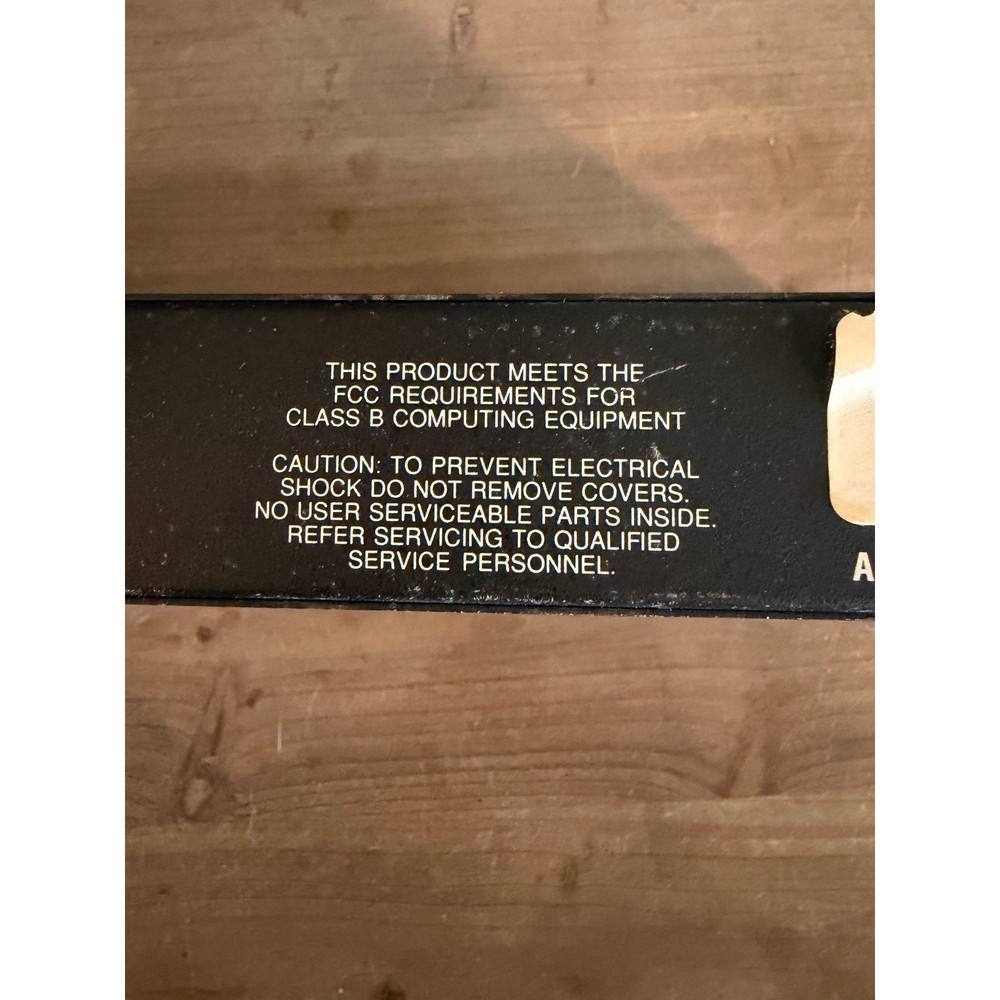 THIS PRODUCT MEETS THE
FCC REQUIREMENTS FOR
CLASS B COMPUTING EQUIPMENT
CAUTION: TO PREVENT ELECTRICAL
SHOCK DO NOT REMOVE COVERS.
NO USER SERVICEABLE PARTS INSIDE.
REFER SERVICING TO QUALIFIED
SERVICE PERSONNEL.
A